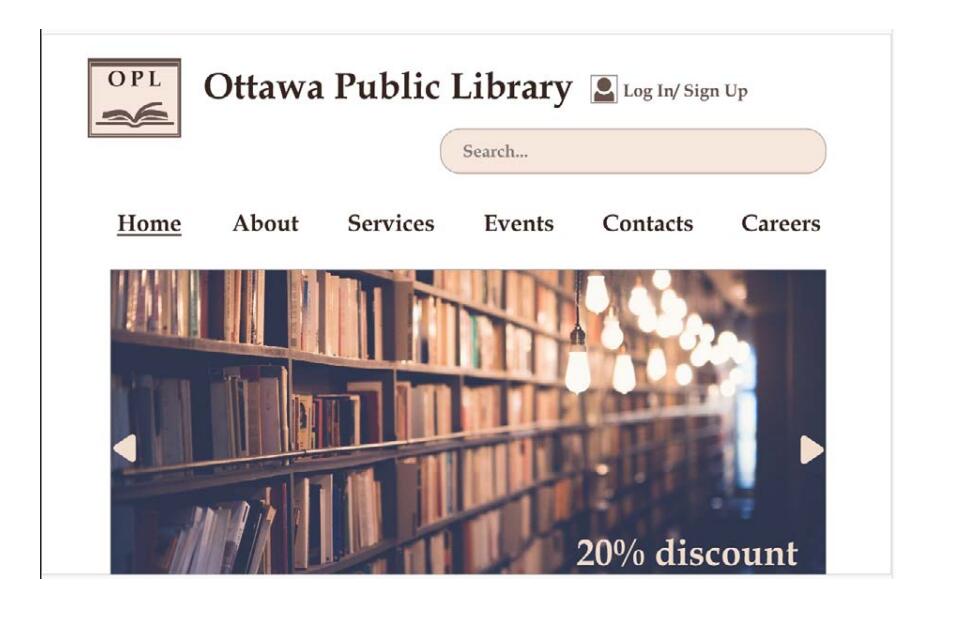 OPL
Ottawa Public Library
Log In/ Sign Up
Search...
Home About Services Events Contacts Careers
20% discount